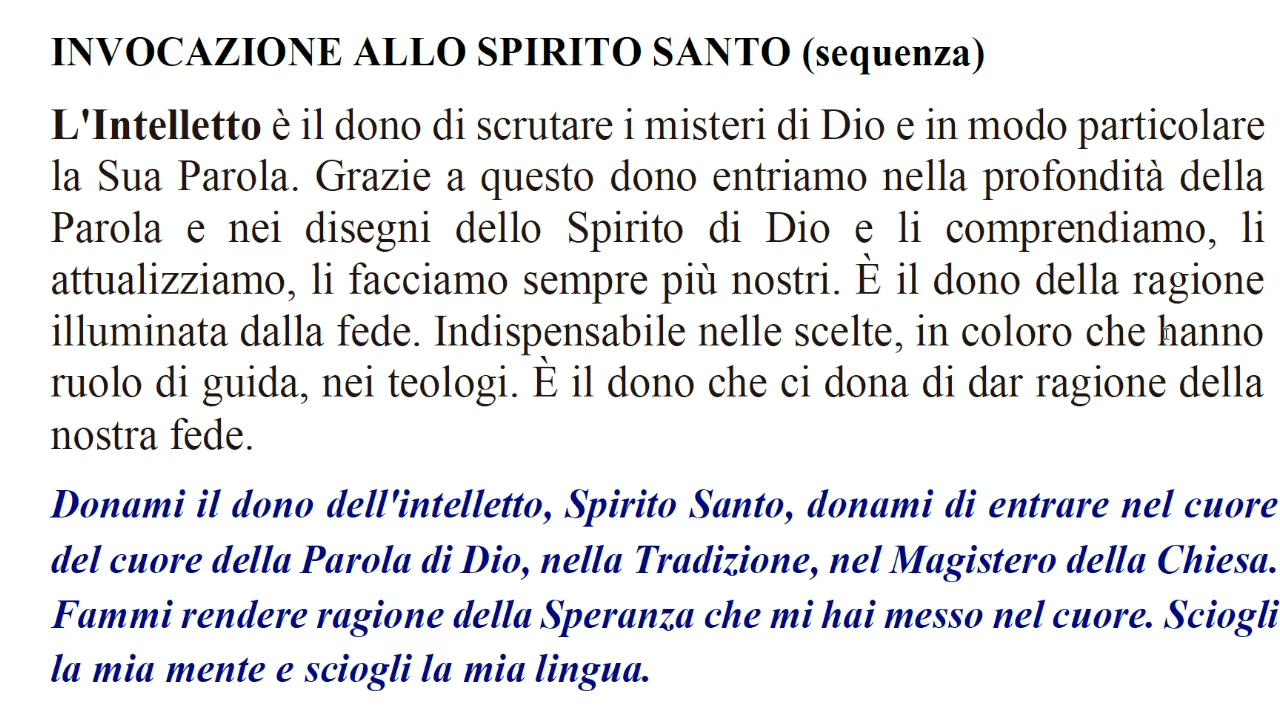 INVOCAZIONE ALLO SPIRITO SANTO (sequenza)
L'Intelletto è il dono di scrutare i misteri di Dio e in modo particolare
la Sua Parola. Grazie a questo dono entriamo nella profondità della
Parola e nei disegni dello Spirito di Dio e li comprendiamo, li
attualizziamo, li facciamo sempre più nostri. È il dono della ragione
illuminata dalla fede. Indispensabile nelle scelte, in coloro che hanno
ruolo di guida, nei teologi. È il dono che ci dona di dar ragione della
nostra fede.
Donami il dono dell'intelletto, Spirito Santo, donami di entrare nel cuore
del cuore della Parola di Dio, nella Tradizione, nel Magistero della Chiesa.
Fammi rendere ragione della Speranza che mi hai messo nel cuore. Sciogli
la mia mente e sciogli la mia lingua.